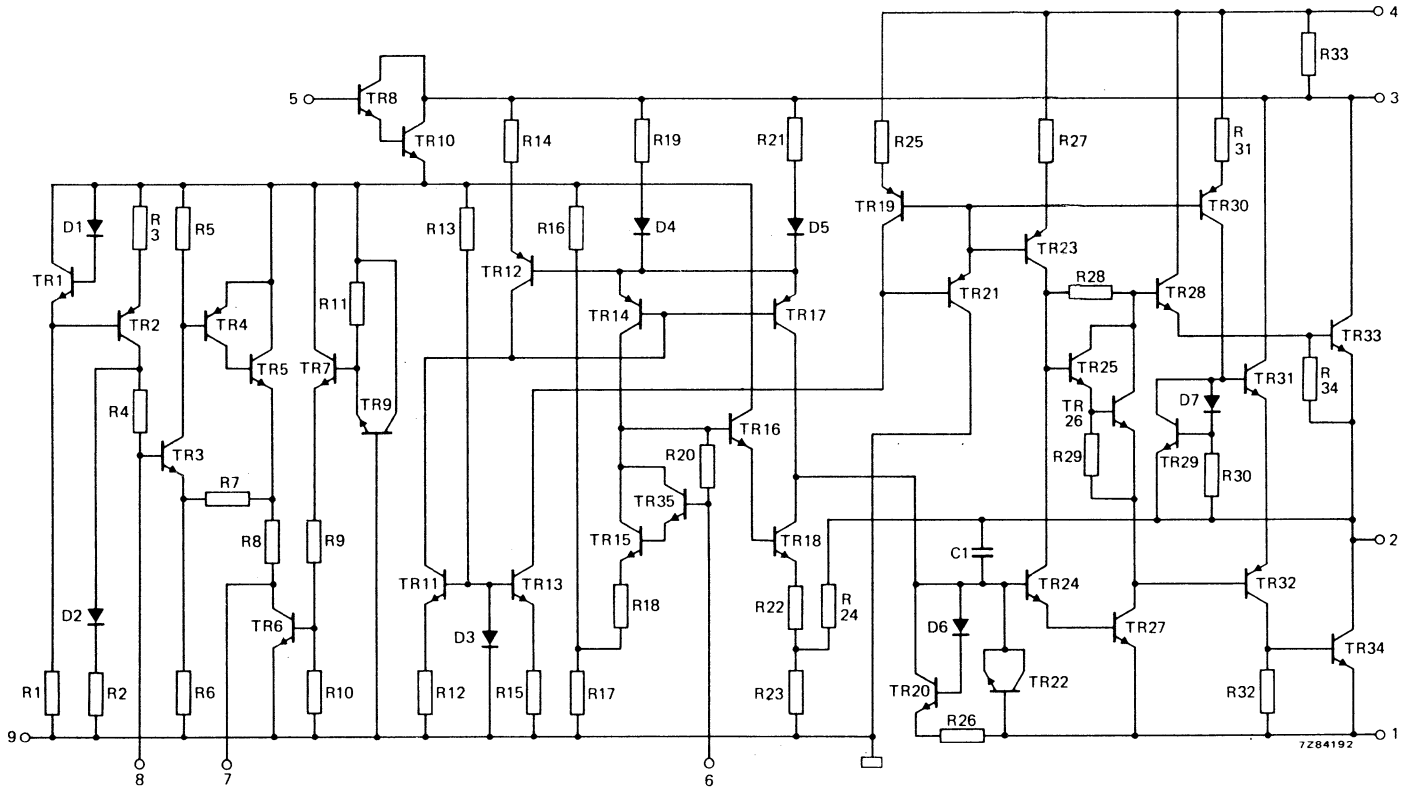 4
R33
5
TR8
3
TR10
R14
R19
R21
R25
R27
R
31
D1
R
3
R5
R13
R16
D4
D5
TR19
TR30
TR1
TR12
TR23
R28
TR2
TR4
R11
TR14
TR17
TR21
TR28
TR33
TR5
TR7
TR25
R
34
R4
TR9
TR31
D7
TR
26
TR3
TR16
R20
TR29
R29
R30
R7
TR35
R8
R9
TR15
TR18
C1
2
TR11
TR13
TR24
TR32
D2
R18
R22
R
24
TR6
D3
D6
TR27
TR34
R1
R2
R6
R10
R12
R15
R17
R23
TR20
TR22
R32
R26
9
1
7Z84192
8
7
6